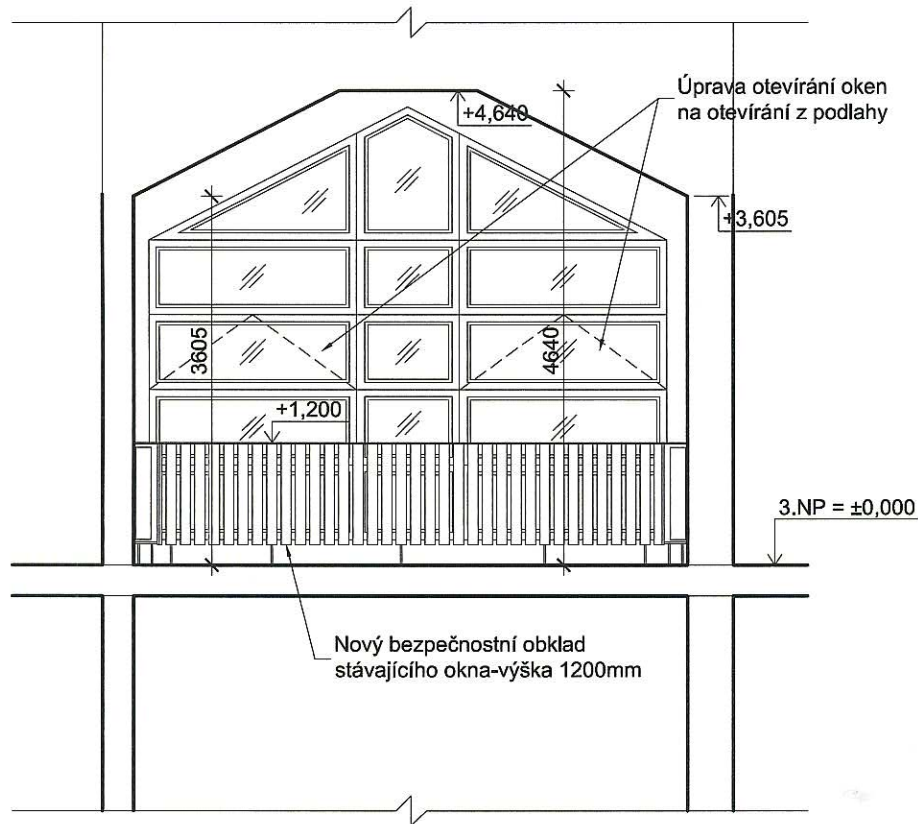 Úprava otevírání oken
na otevírání z podlahy
+4,640
+3,605
3605
4640
+1,200
3.NP = ±0,000
Nový bezpečnostní obklad
stávajícího okna-výška 1200mm